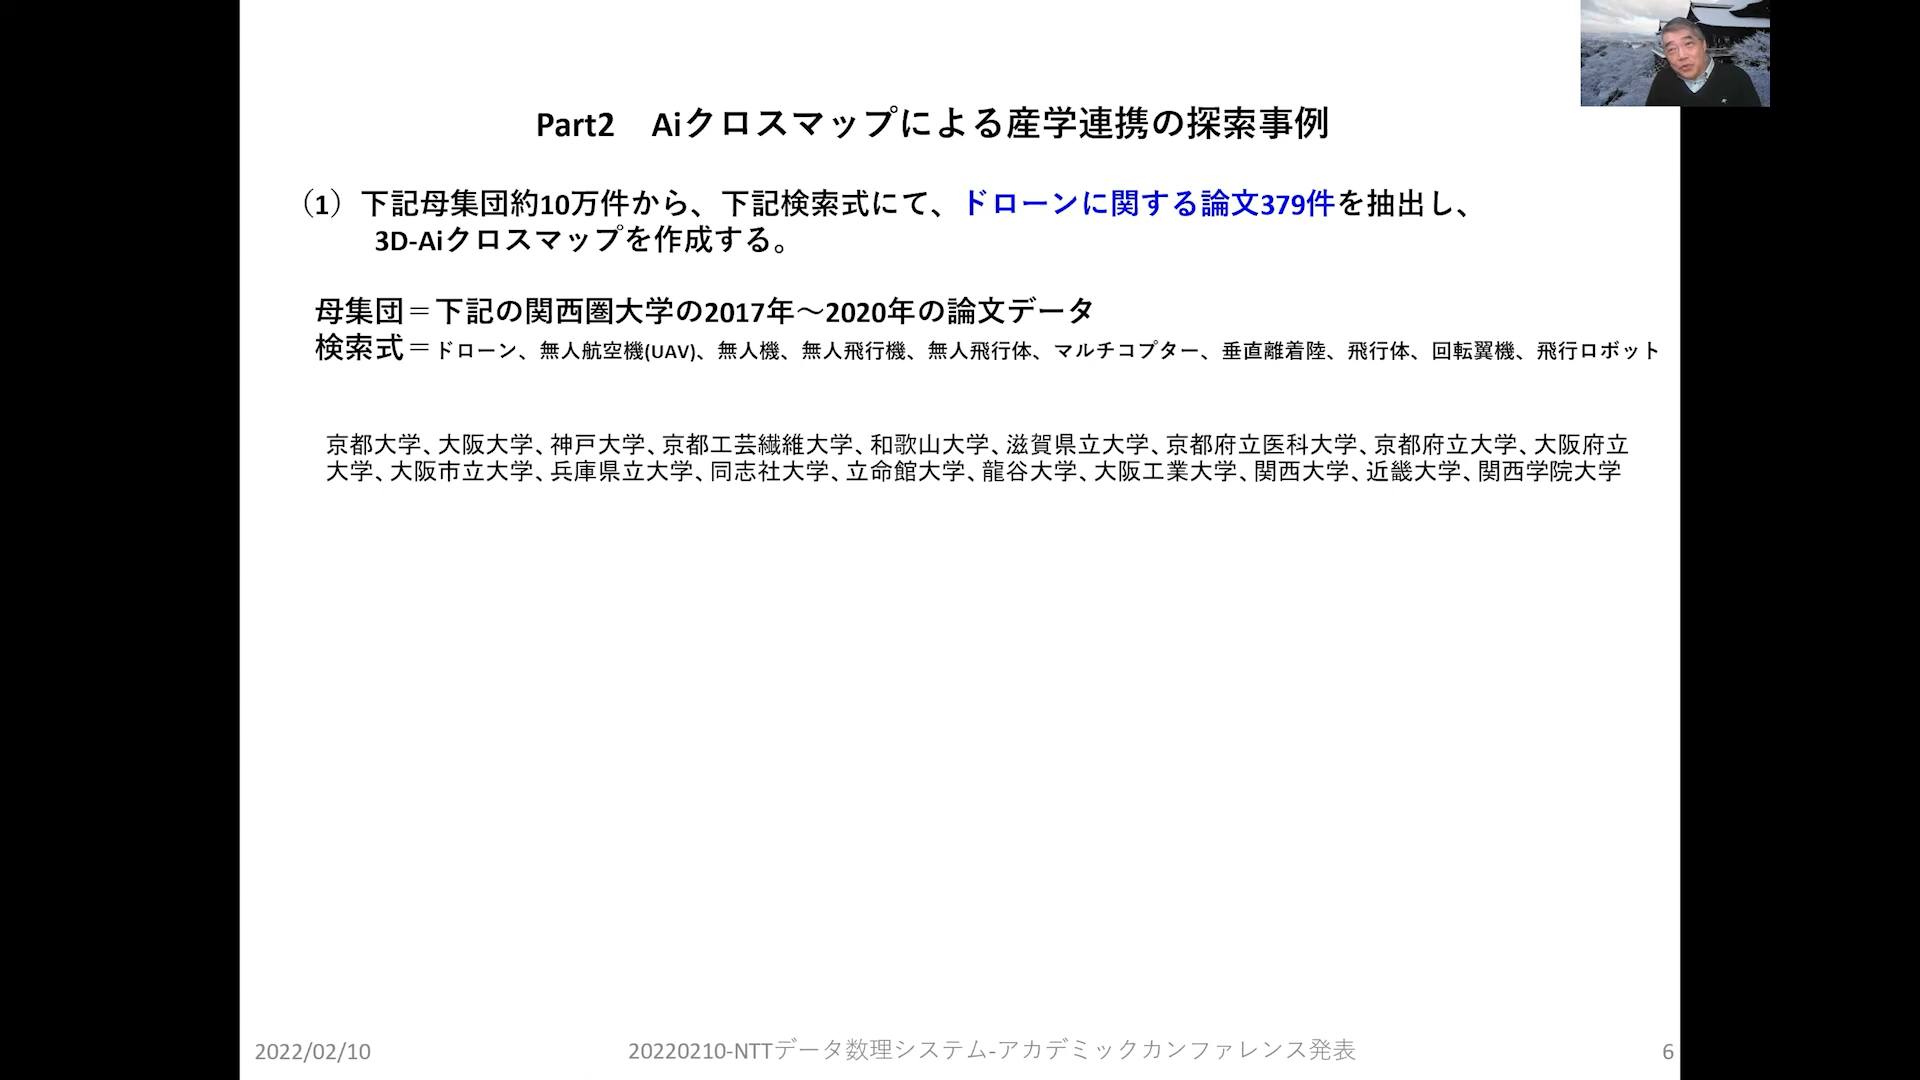 Part2　Aiクロスマップによる産学連携の探索事例
（1）下記母集団約10万件から、下記検索式にて、ドローンに関する論文379件を抽出し、
3D-Aiクロスマップを作成する。
母集団＝下記の関西圏大学の2017年～2020年の論文データ
検索式＝ドローン、無人航空機(UAV)、無人機、無人飛行機、無人飛行体、マルチコプター、垂直離着陸、飛行体、回転翼機、飛行ロボット
京都大学、大阪大学、神戸大学、京都工芸繊維大学、和歌山大学、滋賀県立大学、京都府立医科大学、京都府立大学、大阪府立
大学、大阪市立大学、兵庫県立大学、同志社大学、立命館大学、龍谷大学、大阪工業大学、関西大学、近畿大学、関西学院大学
2022/02/10
20220210-NTTデータ数理システム-アカデミックカンファレンス発表
6